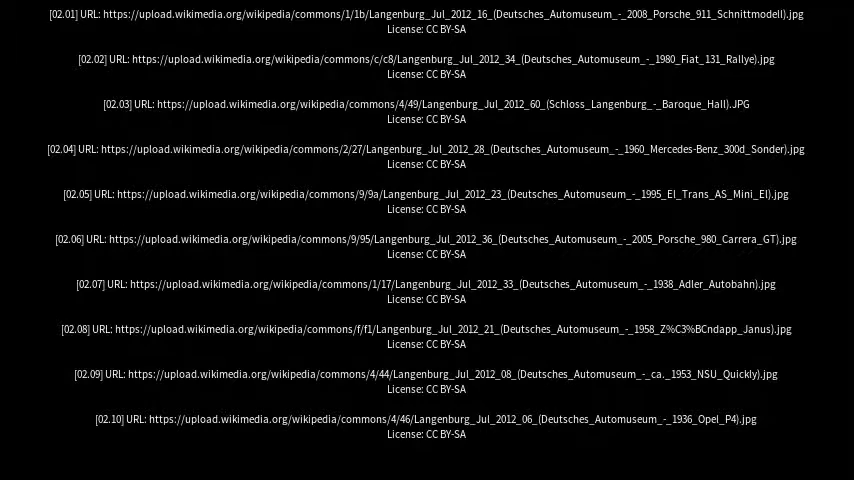 [02.01] URL: https://upload.wikimedia.org/wikipedia/commons/1/1b/Langenburg_Jul_2012_16_(Deutsches_Automuseum_-_2008_Porsche_911_Schnittmodell).jpg
License: CC BY-SA
[02.02] URL: https://upload.wikimedia.org/wikipedia/commons/c/c8/Langenburg_Jul_2012_34_(Deutsches_Automuseum_-_1980_Fiat_131_Rallye).jpg
License: CC BY-SA
[02.03] URL: https://upload.wikimedia.org/wikipedia/commons/4/49/Langenburg_Jul_2012_60_(Schloss_Langenburg_-_Baroque_Hall).JPG
License: CC BY-SA
[02.04] URL: https://upload.wikimedia.org/wikipedia/commons/2/27/Langenburg_Jul_2012_28_(Deutsches_Automuseum_-_1960_Mercedes-Benz_300d_Sonder).jpg
License: CC BY-SA
[02.05] URL: https://upload.wikimedia.org/wikipedia/commons/9/9a/Langenburg_Jul_2012_23_(Deutsches_Automuseum_-_1995_El_Trans_AS_Mini_El).jpg
License: CC BY-SA
[02.06] URL: https://upload.wikimedia.org/wikipedia/commons/9/95/Langenburg_Jul_2012_36_(Deutsches_Automuseum_-_2005_Porsche_980_Carrera_GT).jpg
License: CC BY-SA
[02.07] URL: https://upload.wikimedia.org/wikipedia/commons/1/17/Langenburg_Jul_2012_33_(Deutsches_Automuseum_-_1938_Adler_Autobahn).jpg
License: CC BY-SA
[02.08] URL: https://upload.wikimedia.org/wikipedia/commons/f/f1/Langenburg_Jul_2012_21_(Deutsches_Automuseum_-_1958_Z%C3%BCndapp_Janus).jpg
License: CC BY-SA
[02.09] URL: https://upload.wikimedia.org/wikipedia/commons/4/44/Langenburg_Jul_2012_08_(Deutsches_Automuseum_-_ca._1953_NSU_Quickly).jpg
License: CC BY-SA
[02.10] URL: https://upload.wikimedia.org/wikipedia/commons/4/46/Langenburg_Jul_2012_06_(Deutsches_Automuseum_-_1936_Opel_P4).jpg
License: CC BY-SA